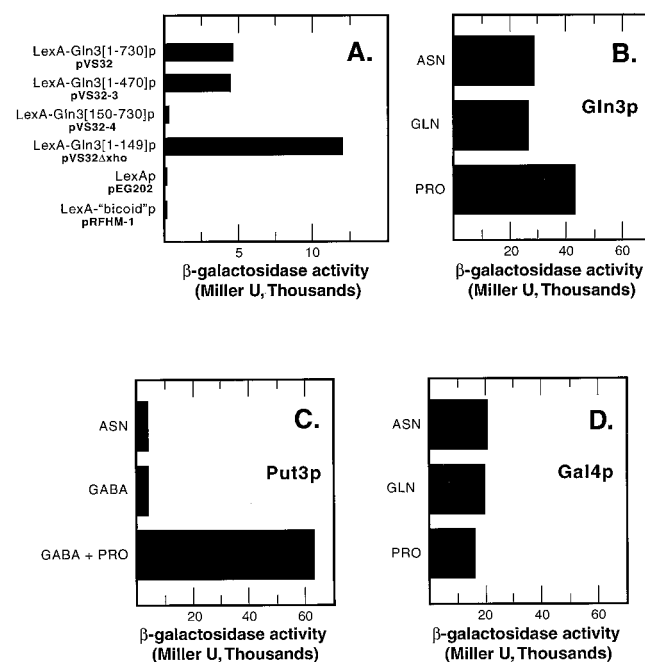 A.
LexA-Gln3[1-730]p
pVS32
LexA-Gln3[1-470]p
pVS32-3
LexA-Gln3[150-730]p
pVS32-4
LexA-Gln3[1-149]p
pVS32Δxho
LexAp
pEG202
LexA-"bicoid"p
pRFHM-1
5 10
β-galactosidase activity
(Miller U, Thousands)
B.
Gln3p
ASN
GLN
PRO
20 40 60
β-galactosidase activity
(Miller U, Thousands)
C.
Put3p
ASN
GABA
GABA + PRO
20 40 60
β-galactosidase activity
(Miller U, Thousands)
D.
Gal4p
ASN
GLN
PRO
20 40 60
β-galactosidase activity
(Miller U, Thousands)